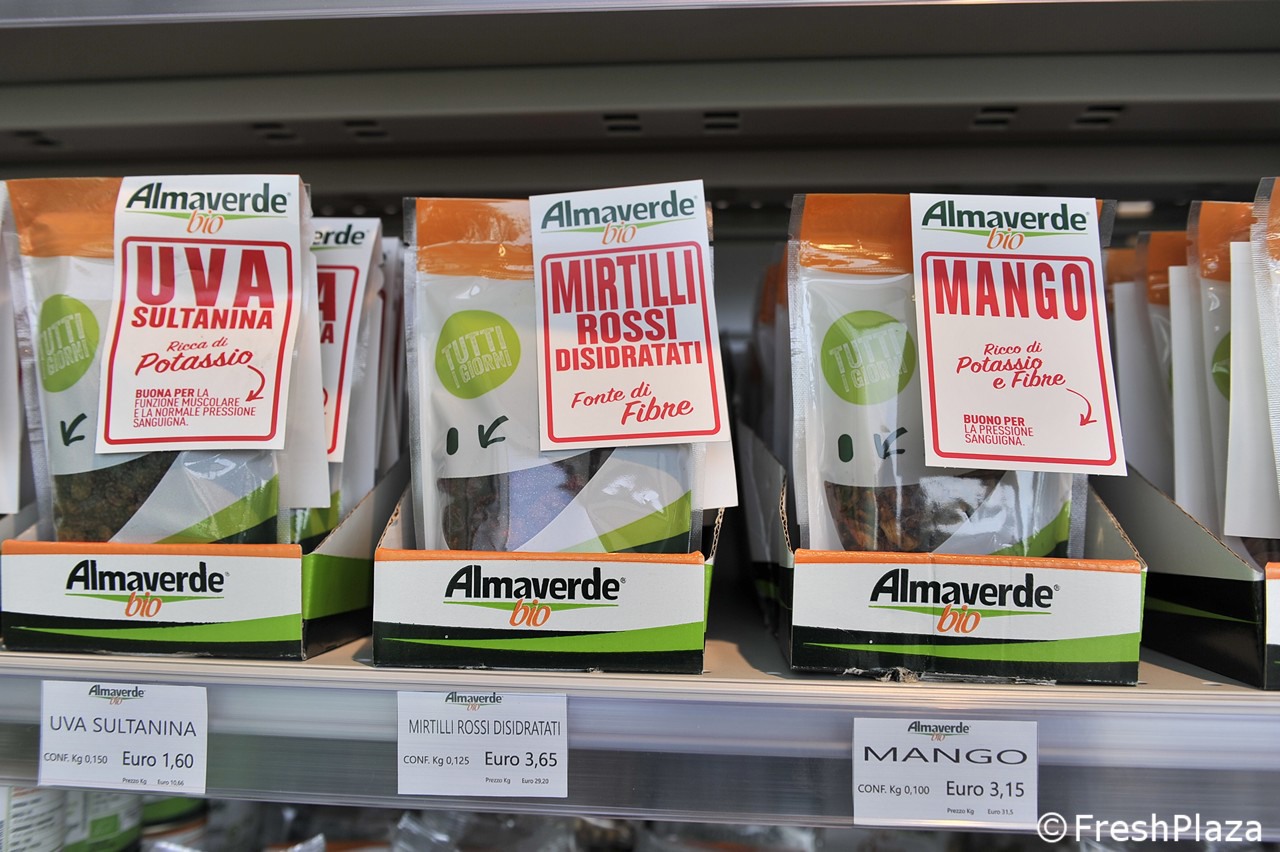 Almaverde
bio
UVA
SULTANINA
Ricca di
Potassio
BUONA PER LA
FUNZIONE MUSCOLARE
E LA NORMALE PRESSIONE
SANGUIGNA.
TUTTI
I GIORNI
Almaverde®
bio
MIRTILLI
ROSSI
DISIDRATATI
Fonte di
Fibre
TUTTI
I GIORNI
Almaverde®
bio
MANGO
Ricco di
Potassio
e Fibre
BUONO PER
LA PRESSIONE
SANGUIGNA.
TUTTI
I GIORNI
Almaverde®
bio
Almaverde®
bio
Almaverde®
bio
Almaverde
bio
UVA SULTANINA
CONF. Kg 0,150 Euro 1,60
Prezzo Kg Euro 10,66
Almaverde
bio
MIRTILLI ROSSI DISIDRATATI
CONF. Kg 0,125 Euro 3,65
Prezzo Kg Euro 29,20
Almaverde
bio
MANGO
CONF. Kg 0,100 Euro 3,15
Prezzo Kg Euro 31,5
©FreshPlaza